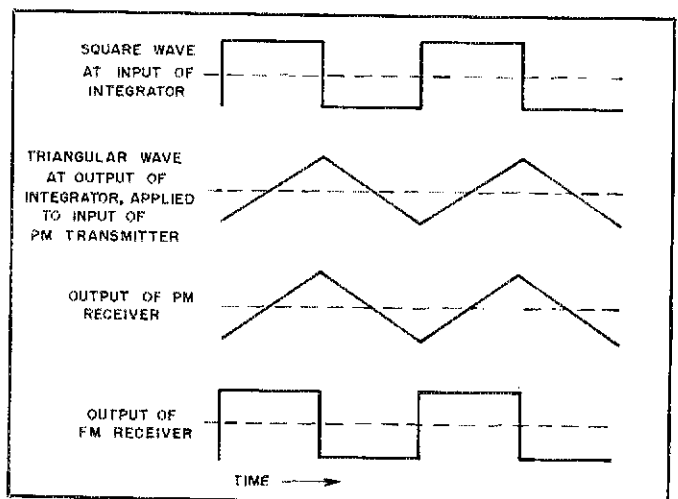 SQUARE WAVE
AT INPUT OF
INTEGRATOR
TRIANGULAR WAVE
AT OUTPUT OF
INTEGRATOR, APPLIED
TO INPUT OF
PM TRANSMITTER
OUTPUT OF PM
RECEIVER
OUTPUT OF
FM RECEIVER
TIME